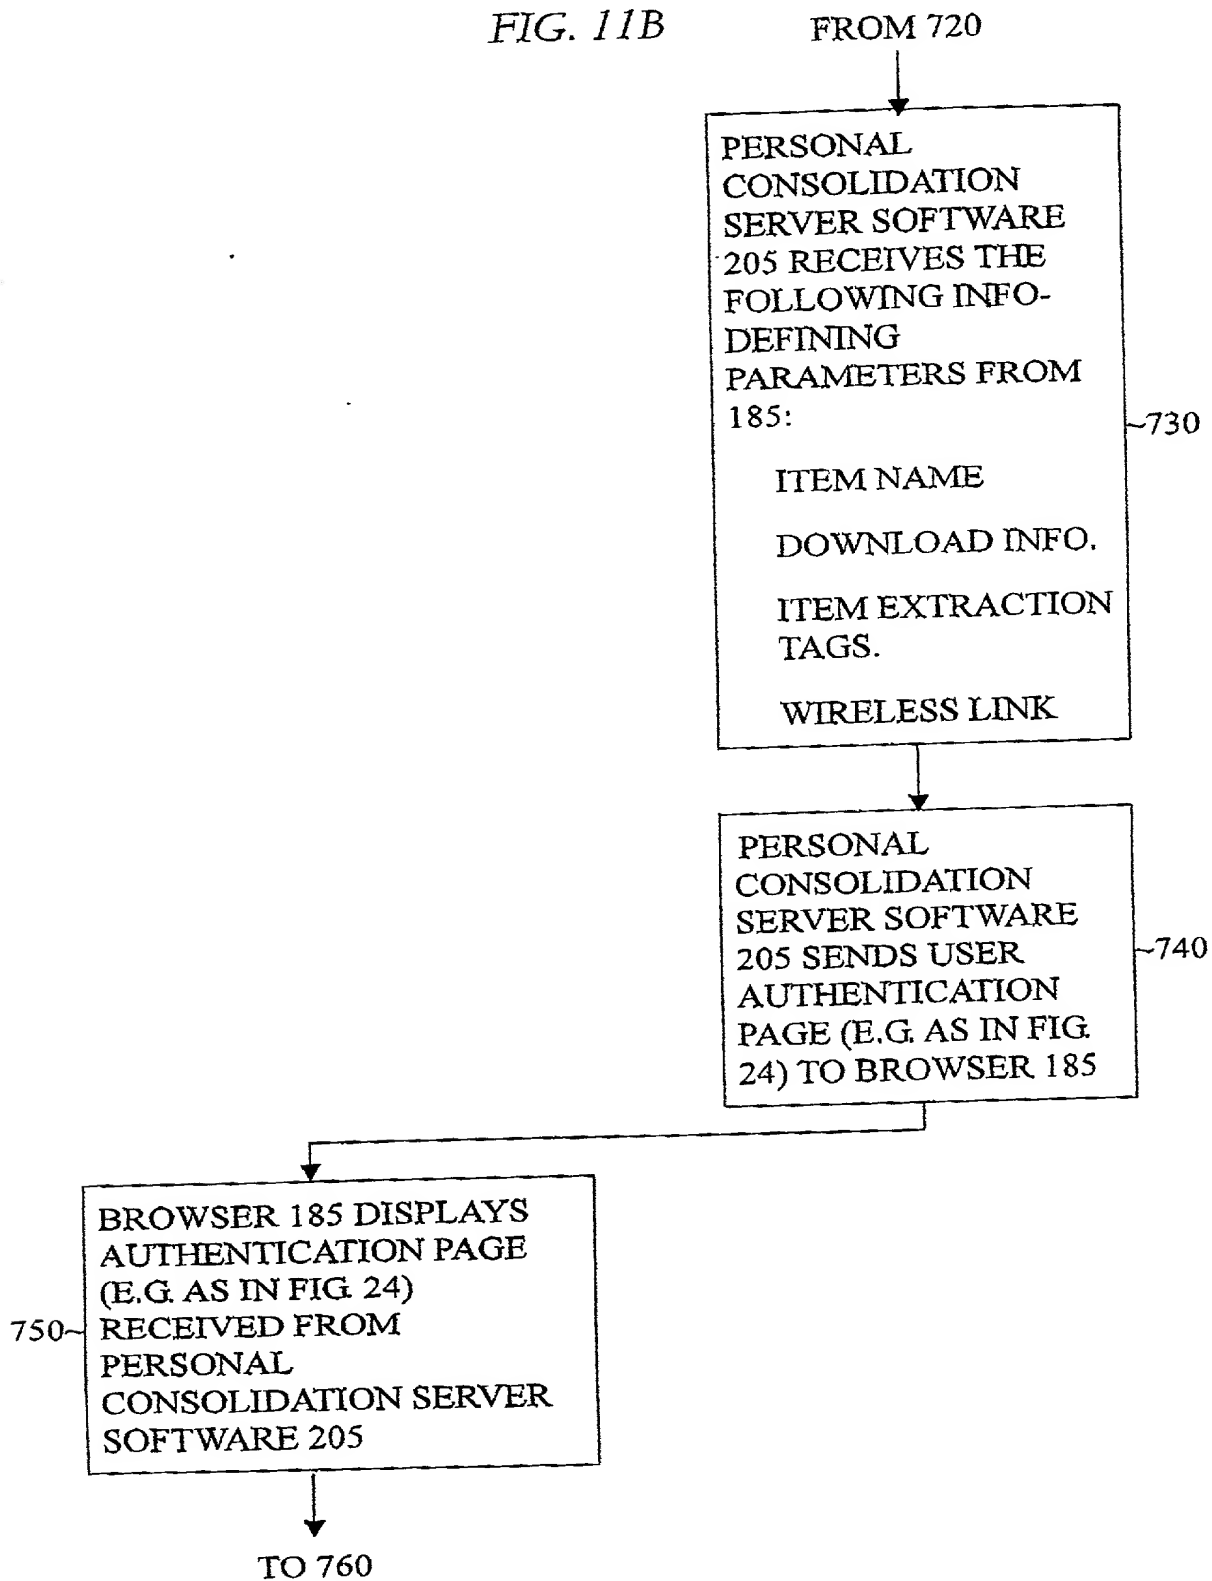 FIG. 11B
FROM 720
PERSONAL
CONSOLIDATION
SERVER SOFTWARE
205 RECEIVES THE
FOLLOWING INFO-
DEFINING
PARAMETERS FROM
185:
ITEM NAME
DOWNLOAD INFO.
ITEM EXTRACTION
TAGS.
WIRELESS LINK
730
PERSONAL
CONSOLIDATION
SERVER SOFTWARE
205 SENDS USER
AUTHENTICATION
PAGE (E.G. AS IN FIG.
24) TO BROWSER 185
740
BROWSER 185 DISPLAYS
AUTHENTICATION PAGE
(E.G. AS IN FIG. 24)
RECEIVED FROM
PERSONAL
CONSOLIDATION SERVER
SOFTWARE 205
750
TO 760